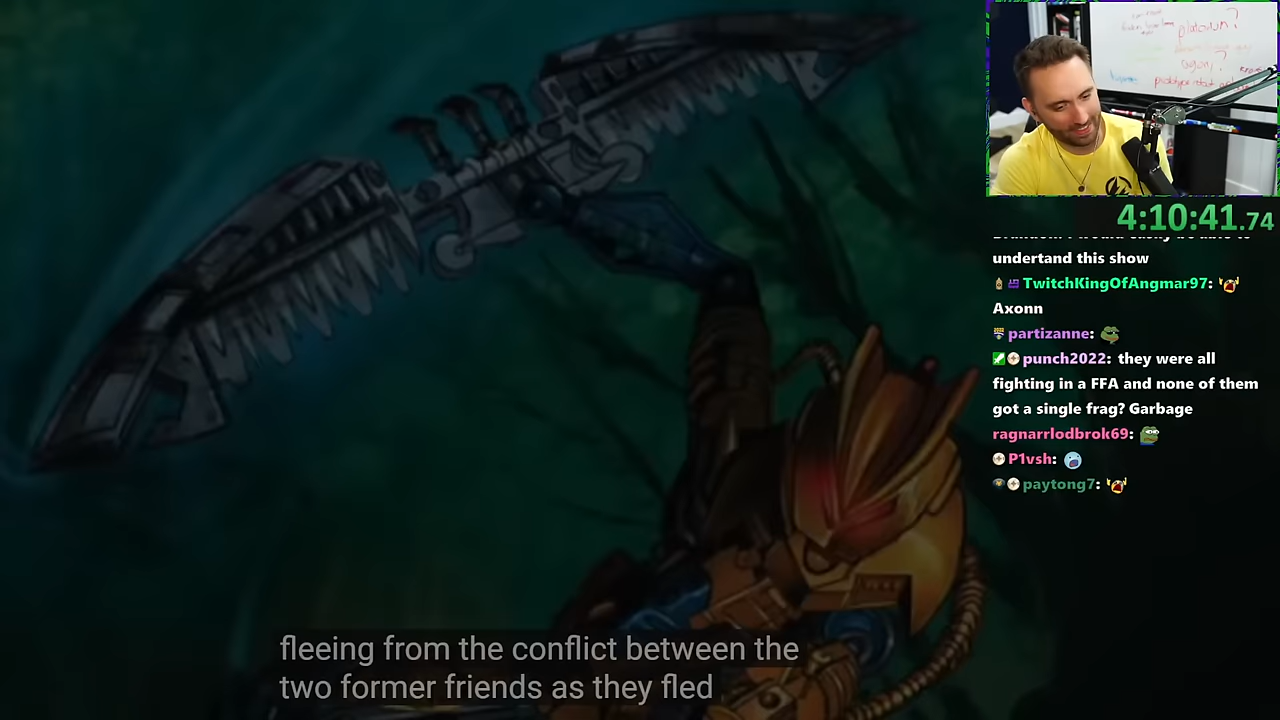 platoon?
4:10:41.74
undertand this show
TwitchKingOfAngmar97:
Axonn
partizanne:
punch2022: they were all
fighting in a FFA and none of them
got a single frag? Garbage
ragnarrlodbrok69:
P1vsh:
paytong7:
fleeing from the conflict between the
two former friends as they fled